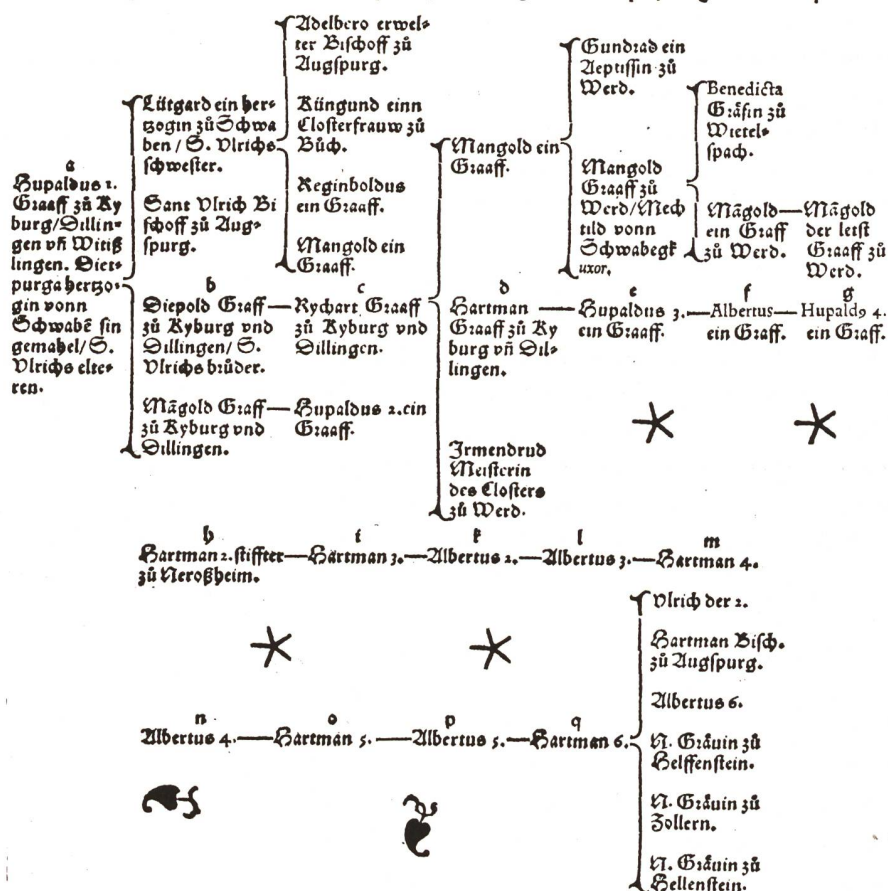 a
Hupaldus 1.
Graaff zů Ky
burg/Dillin⸗
gen vñ Witiß
lingen. Diet⸗
purga hertzo⸗
gin vonn
Schwabẽ sin
gemahel/S.
Vlrichs elte⸗
ren.
Lütgard ein her⸗
tzogin zů Schwa
ben / S. Vlrichs
schwester.
Sant Vlrich Bi
schoff zů Aug⸗
spurg.
b
Diepold Graff
zů Kyburg vnd
Dillingen/ S.
Vlrichs brůder.
Mãgold Graff
zů Kyburg vnd
Dillingen.
Adelbero erwel⸗
ter Bischoff zů
Augspurg.
Küngund einn
Closterfrauw zů
Bůch.
Reginboldus
ein Graaff.
Mangold ein
Graaff.
c
Rychart Graaff
zů Kyburg vnd
Dillingen.
Hupaldus 2.ein
Graaff.
Mangold ein
Graaff.
d
Hartman
Graaff zů Ky
burg vñ Dil⸗
lingen.
Irmendrud
Meisterin
des Closters
zů Werd.
Gundrad ein
Aeptissin zů
Werd.
Mangold
Graaff zů
Werd/Mech
tild vonn
Schwabegk
uxor.
e
Hupaldus 3.
ein Graaff.
Benedicta
Gräfin zů
Wietels⸗
spach.
Mãgold
ein Graff
zů Werd.
f
Albertus
ein Graff.
Mãgold
der letst
Graaff zů
Werd.
g
Hupald9 4.
ein Graff.
h
Hartman 2. stiffter
zů Neroßheim.
i
Hartman 3.
k
Albertus 2.
l
Albertus 3.
m
Hartman 4.
n
Albertus 4.
o
Hartman 5.
p
Albertus 5.
q
Hartman 6.
Vlrich der 2.
Hartman Bisch.
zů Augspurg.
Albertus 6.
N. Gräuin zů
Helffenstein.
N. Gräuin zů
Zollern.
N. Gräuin zů
Hellenstein.